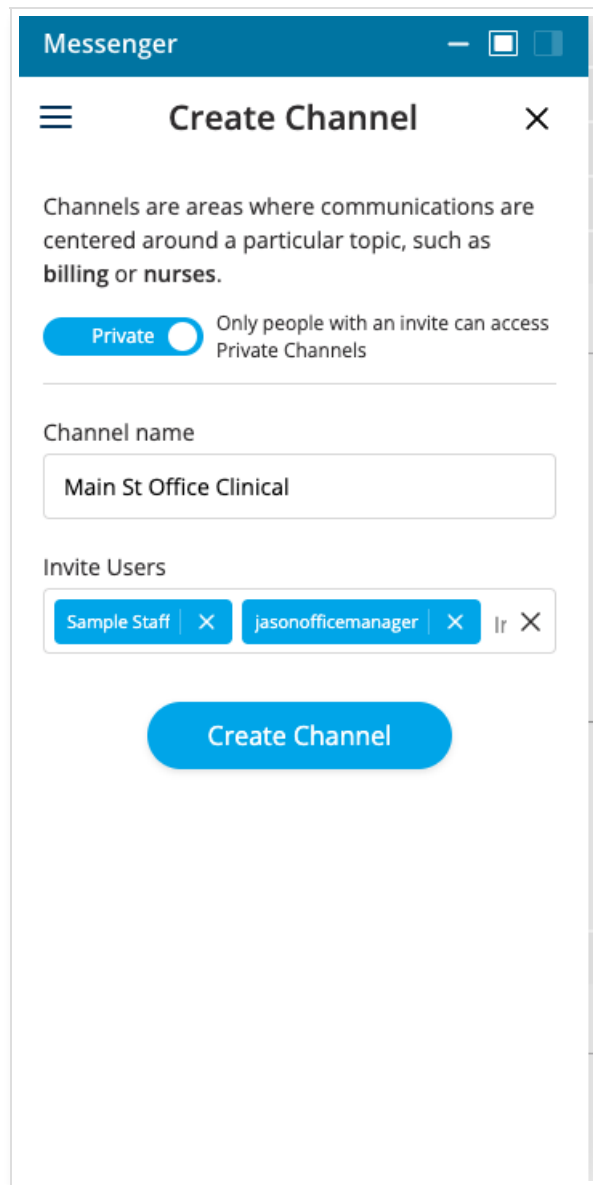 Messenger
Create Channel
Channels are areas where communications are
centered around a particular topic, such as
billing or nurses.
Private
Only people with an invite can access
Private Channels
Channel name
Main St Office Clinical
Invite Users
Sample Staff
jasonofficemanager
Create Channel